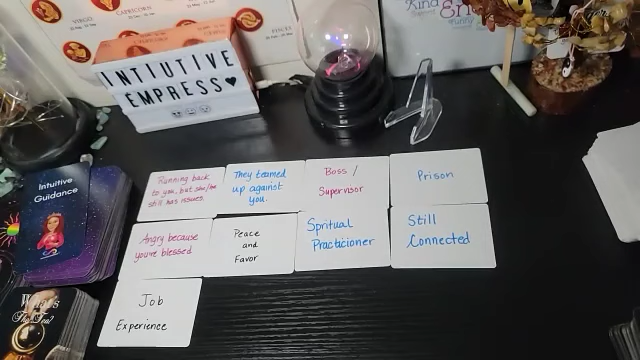 VIRGO
CAPRICORN
PISCES
Kind
INTIUTIVE
EMPRESS♥
Intuitive
Guidance
Running back
to you, but she/he
still has issues.
They teamed
up against
you.
Boss /
Supervisor
Prison
Angry because
you're blessed
Peace
and
Favor
Spritual
Practicioner
Still
Connected
Job
Experience